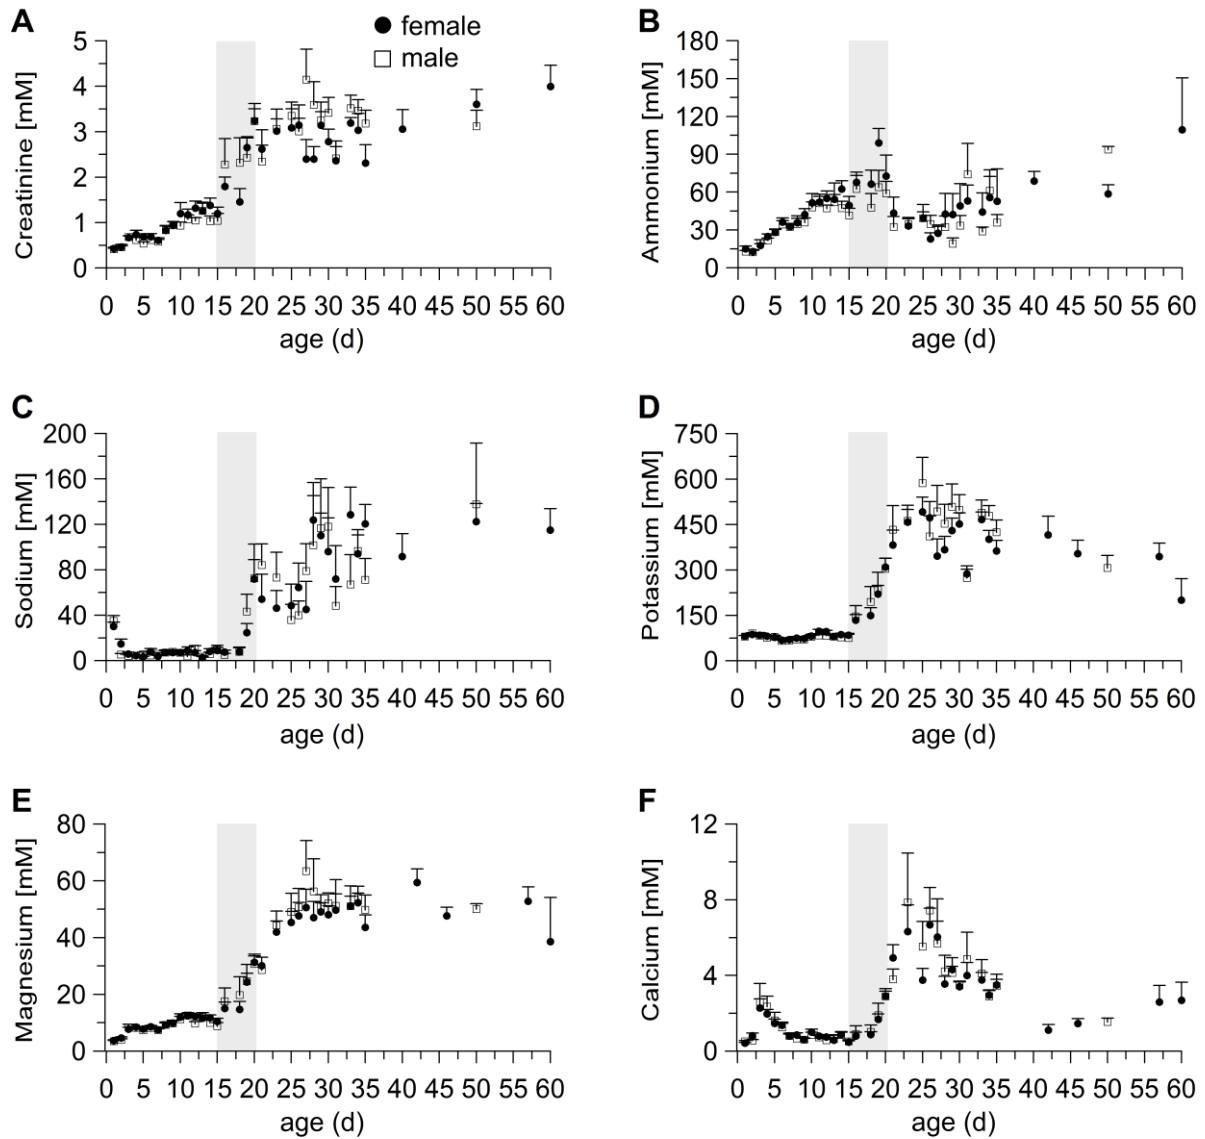 A
● female
□ male
Creatinine [mM]
5
4
3
2
1
0
0 5 10 15 20 25 30 35 40 45 50 55 60
age (d)
B
Ammonium [mM]
180
150
120
90
60
30
0
0 5 10 15 20 25 30 35 40 45 50 55 60
age (d)
C
Sodium [mM]
200
160
120
80
40
0
0 5 10 15 20 25 30 35 40 45 50 55 60
age (d)
D
Potassium [mM]
750
600
450
300
150
0
0 5 10 15 20 25 30 35 40 45 50 55 60
age (d)
E
Magnesium [mM]
80
60
40
20
0
0 5 10 15 20 25 30 35 40 45 50 55 60
age (d)
F
Calcium [mM]
12
8
4
0
0 5 10 15 20 25 30 35 40 45 50 55 60
age (d)